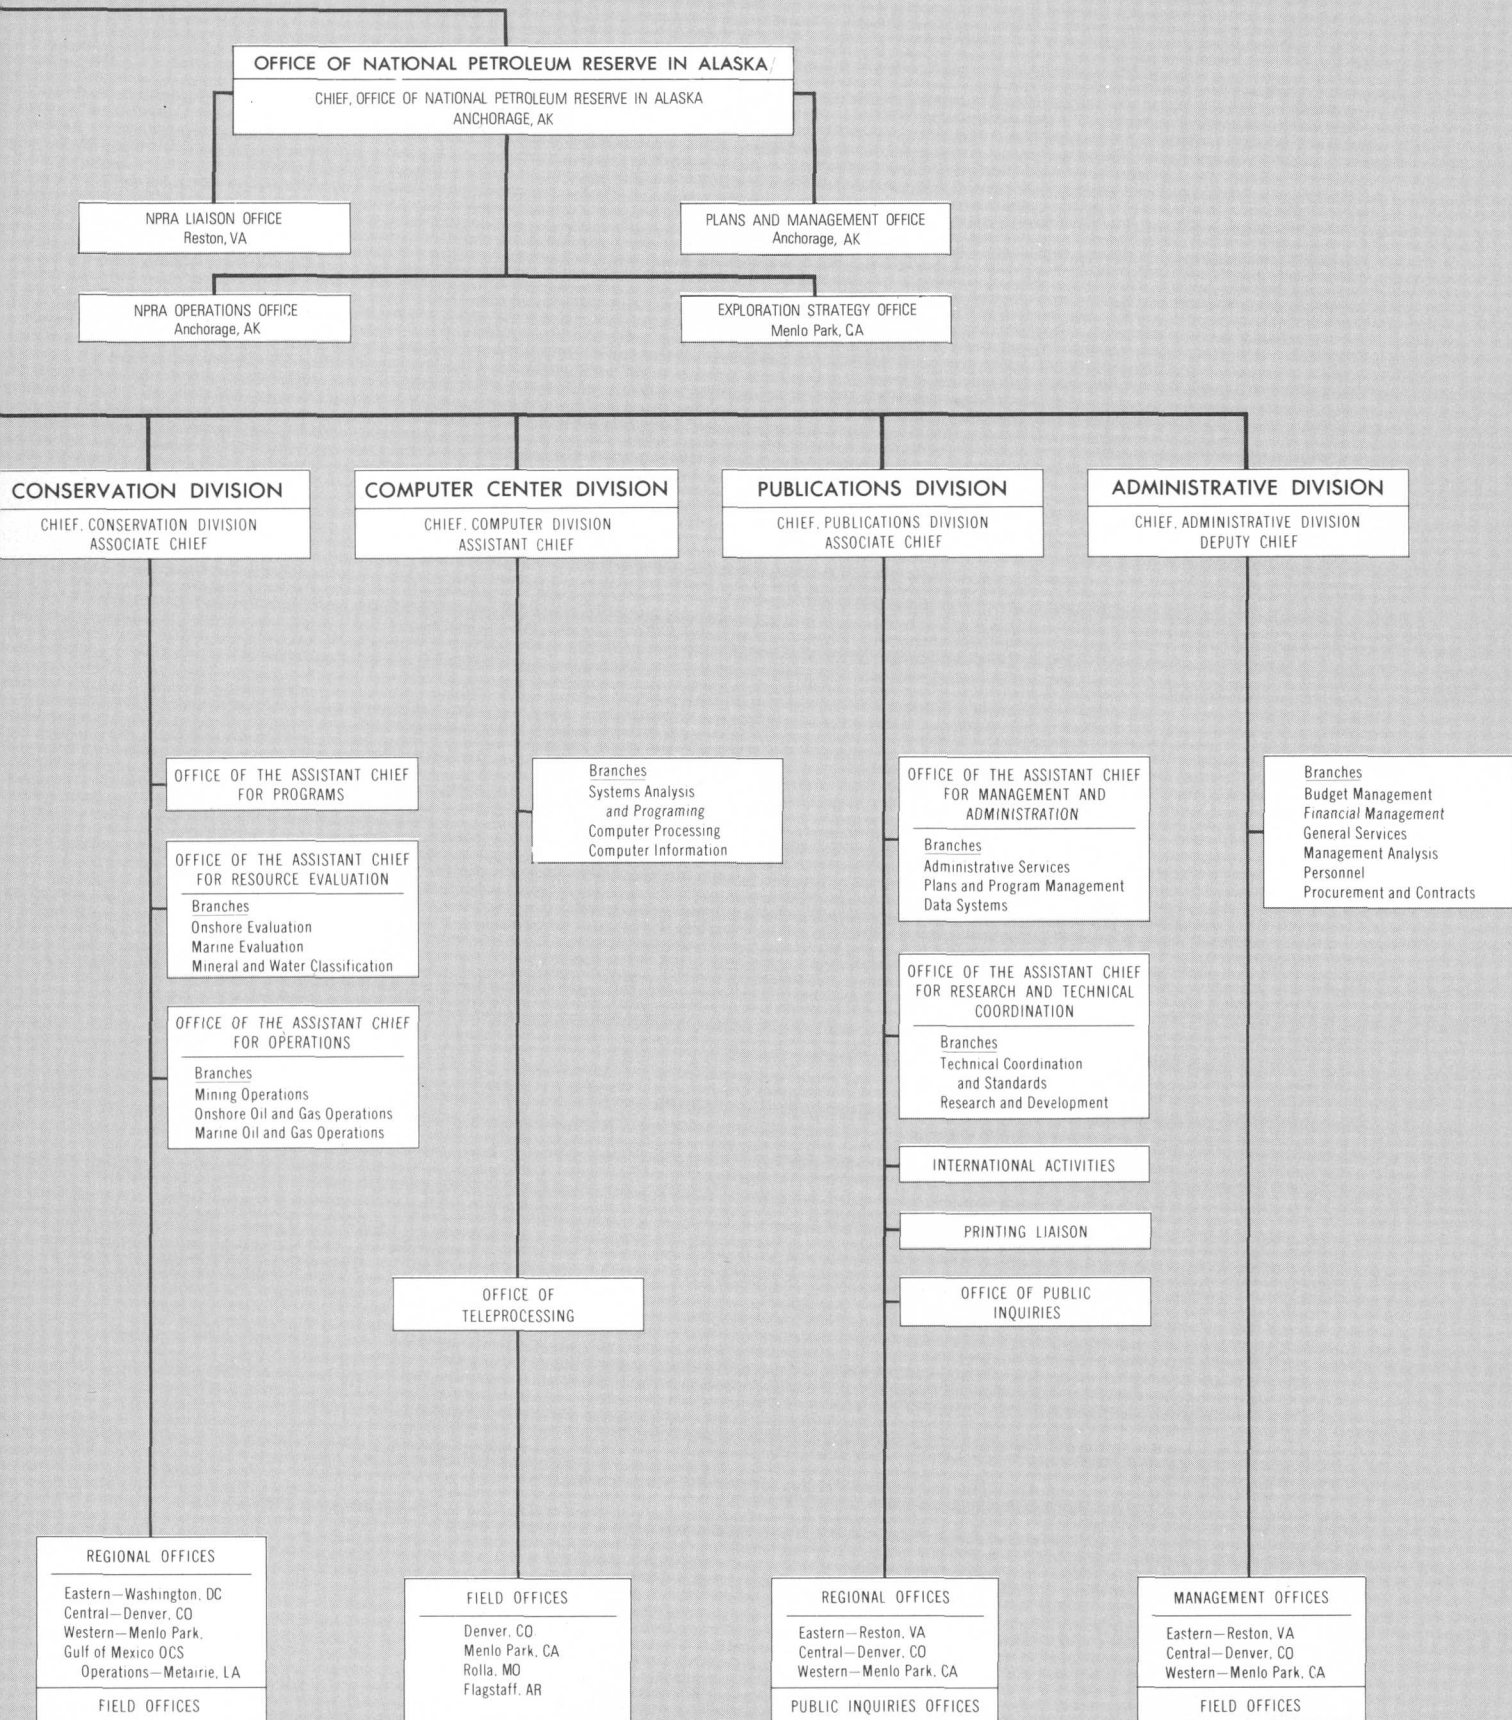 OFFICE OF NATIONAL PETROLEUM RESERVE IN ALASKA
CHIEF, OFFICE OF NATIONAL PETROLEUM RESERVE IN ALASKA
ANCHORAGE, AK
NPRA LIAISON OFFICE
Reston, VA
PLANS AND MANAGEMENT OFFICE
Anchorage, AK
NPRA OPERATIONS OFFICE
Anchorage, AK
EXPLORATION STRATEGY OFFICE
Menlo Park, CA
CONSERVATION DIVISION
CHIEF, CONSERVATION DIVISION
ASSOCIATE CHIEF
COMPUTER CENTER DIVISION
CHIEF, COMPUTER DIVISION
ASSISTANT CHIEF
PUBLICATIONS DIVISION
CHIEF, PUBLICATIONS DIVISION
ASSOCIATE CHIEF
ADMINISTRATIVE DIVISION
CHIEF, ADMINISTRATIVE DIVISION
DEPUTY CHIEF
OFFICE OF THE ASSISTANT CHIEF
FOR PROGRAMS
OFFICE OF THE ASSISTANT CHIEF
FOR RESOURCE EVALUATION
Branches
Onshore Evaluation
Marine Evaluation
Mineral and Water Classification
OFFICE OF THE ASSISTANT CHIEF
FOR OPERATIONS
Branches
Mining Operations
Onshore Oil and Gas Operations
Marine Oil and Gas Operations
Branches
Systems Analysis
and Programing
Computer Processing
Computer Information
OFFICE OF
TELEPROCESSING
OFFICE OF THE ASSISTANT CHIEF
FOR MANAGEMENT AND
ADMINISTRATION
Branches
Administrative Services
Plans and Program Management
Data Systems
OFFICE OF THE ASSISTANT CHIEF
FOR RESEARCH AND TECHNICAL
COORDINATION
Branches
Technical Coordination
and Standards
Research and Development
INTERNATIONAL ACTIVITIES
PRINTING LIAISON
OFFICE OF PUBLIC
INQUIRIES
Branches
Budget Management
Financial Management
General Services
Management Analysis
Personnel
Procurement and Contracts
REGIONAL OFFICES
Eastern—Washington, DC
Central—Denver, CO
Western—Menlo Park,
Gulf of Mexico OCS
Operations—Metairie, LA
FIELD OFFICES
FIELD OFFICES
Denver, CO
Menlo Park, CA
Rolla, MO
Flagstaff, AR
REGIONAL OFFICES
Eastern—Reston, VA
Central—Denver, CO
Western—Menlo Park, CA
PUBLIC INQUIRIES OFFICES
MANAGEMENT OFFICES
Eastern—Reston, VA
Central—Denver, CO
Western—Menlo Park, CA
FIELD OFFICES